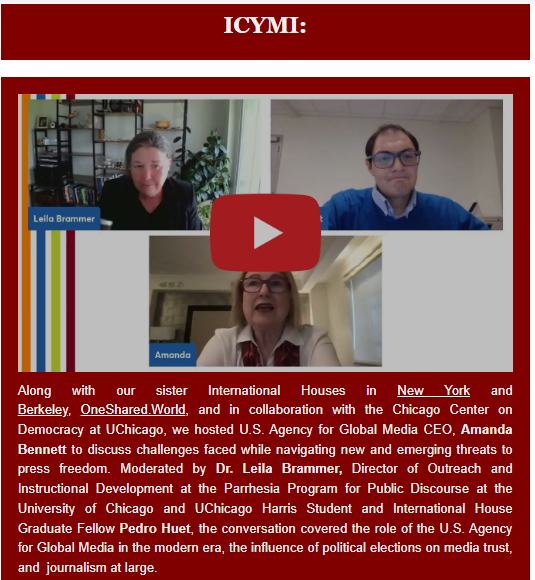 ICYMI:
Leila Brammer
Amanda
Along with our sister International Houses in New York and
Berkeley, OneShared.World, and in collaboration with the Chicago Center on
Democracy at UChicago, we hosted U.S. Agency for Global Media CEO, Amanda
Bennett to discuss challenges faced while navigating new and emerging threats to
press freedom. Moderated by Dr. Leila Brammer, Director of Outreach and
Instructional Development at the Parrhesia Program for Public Discourse at the
University of Chicago and UChicago Harris Student and International House
Graduate Fellow Pedro Huet, the conversation covered the role of the U.S. Agency
for Global Media in the modern era, the influence of political elections on media trust,
and journalism at large.